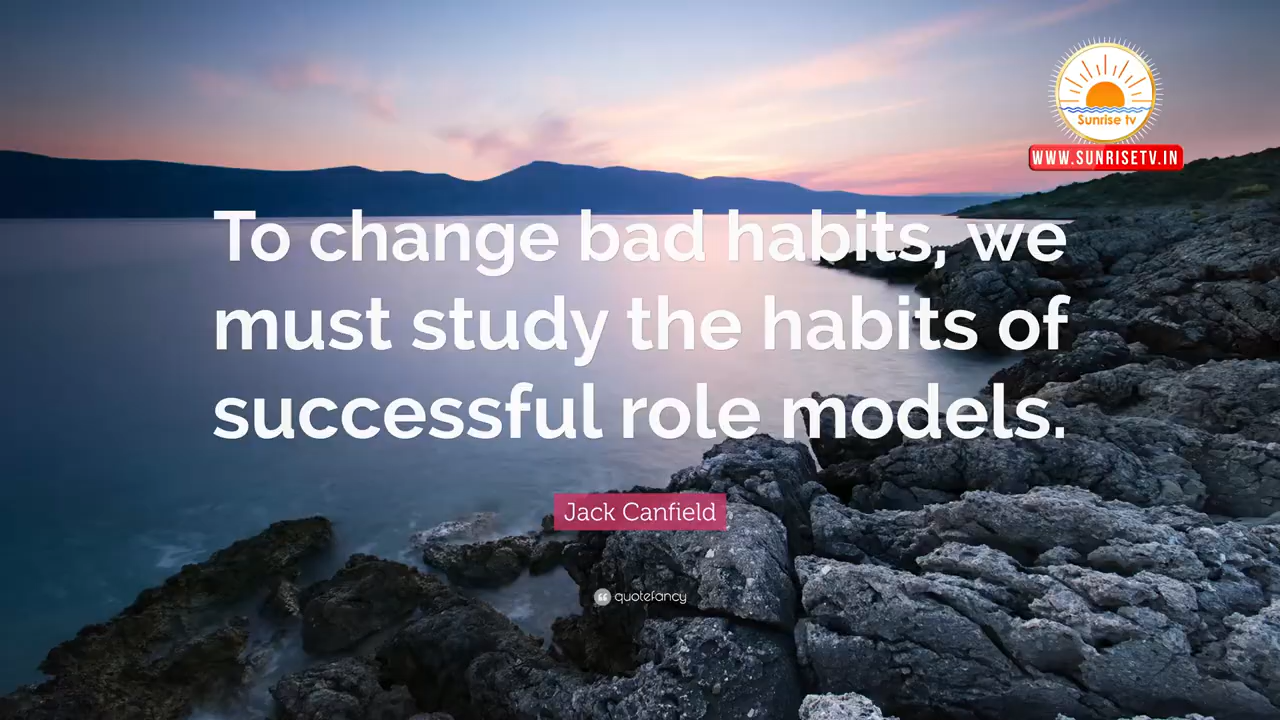 Sunrise tv
WWW.SUNRISETV.IN
To change bad habits, we
must study the habits of
successful role models.
Jack Canfield
quotefancy